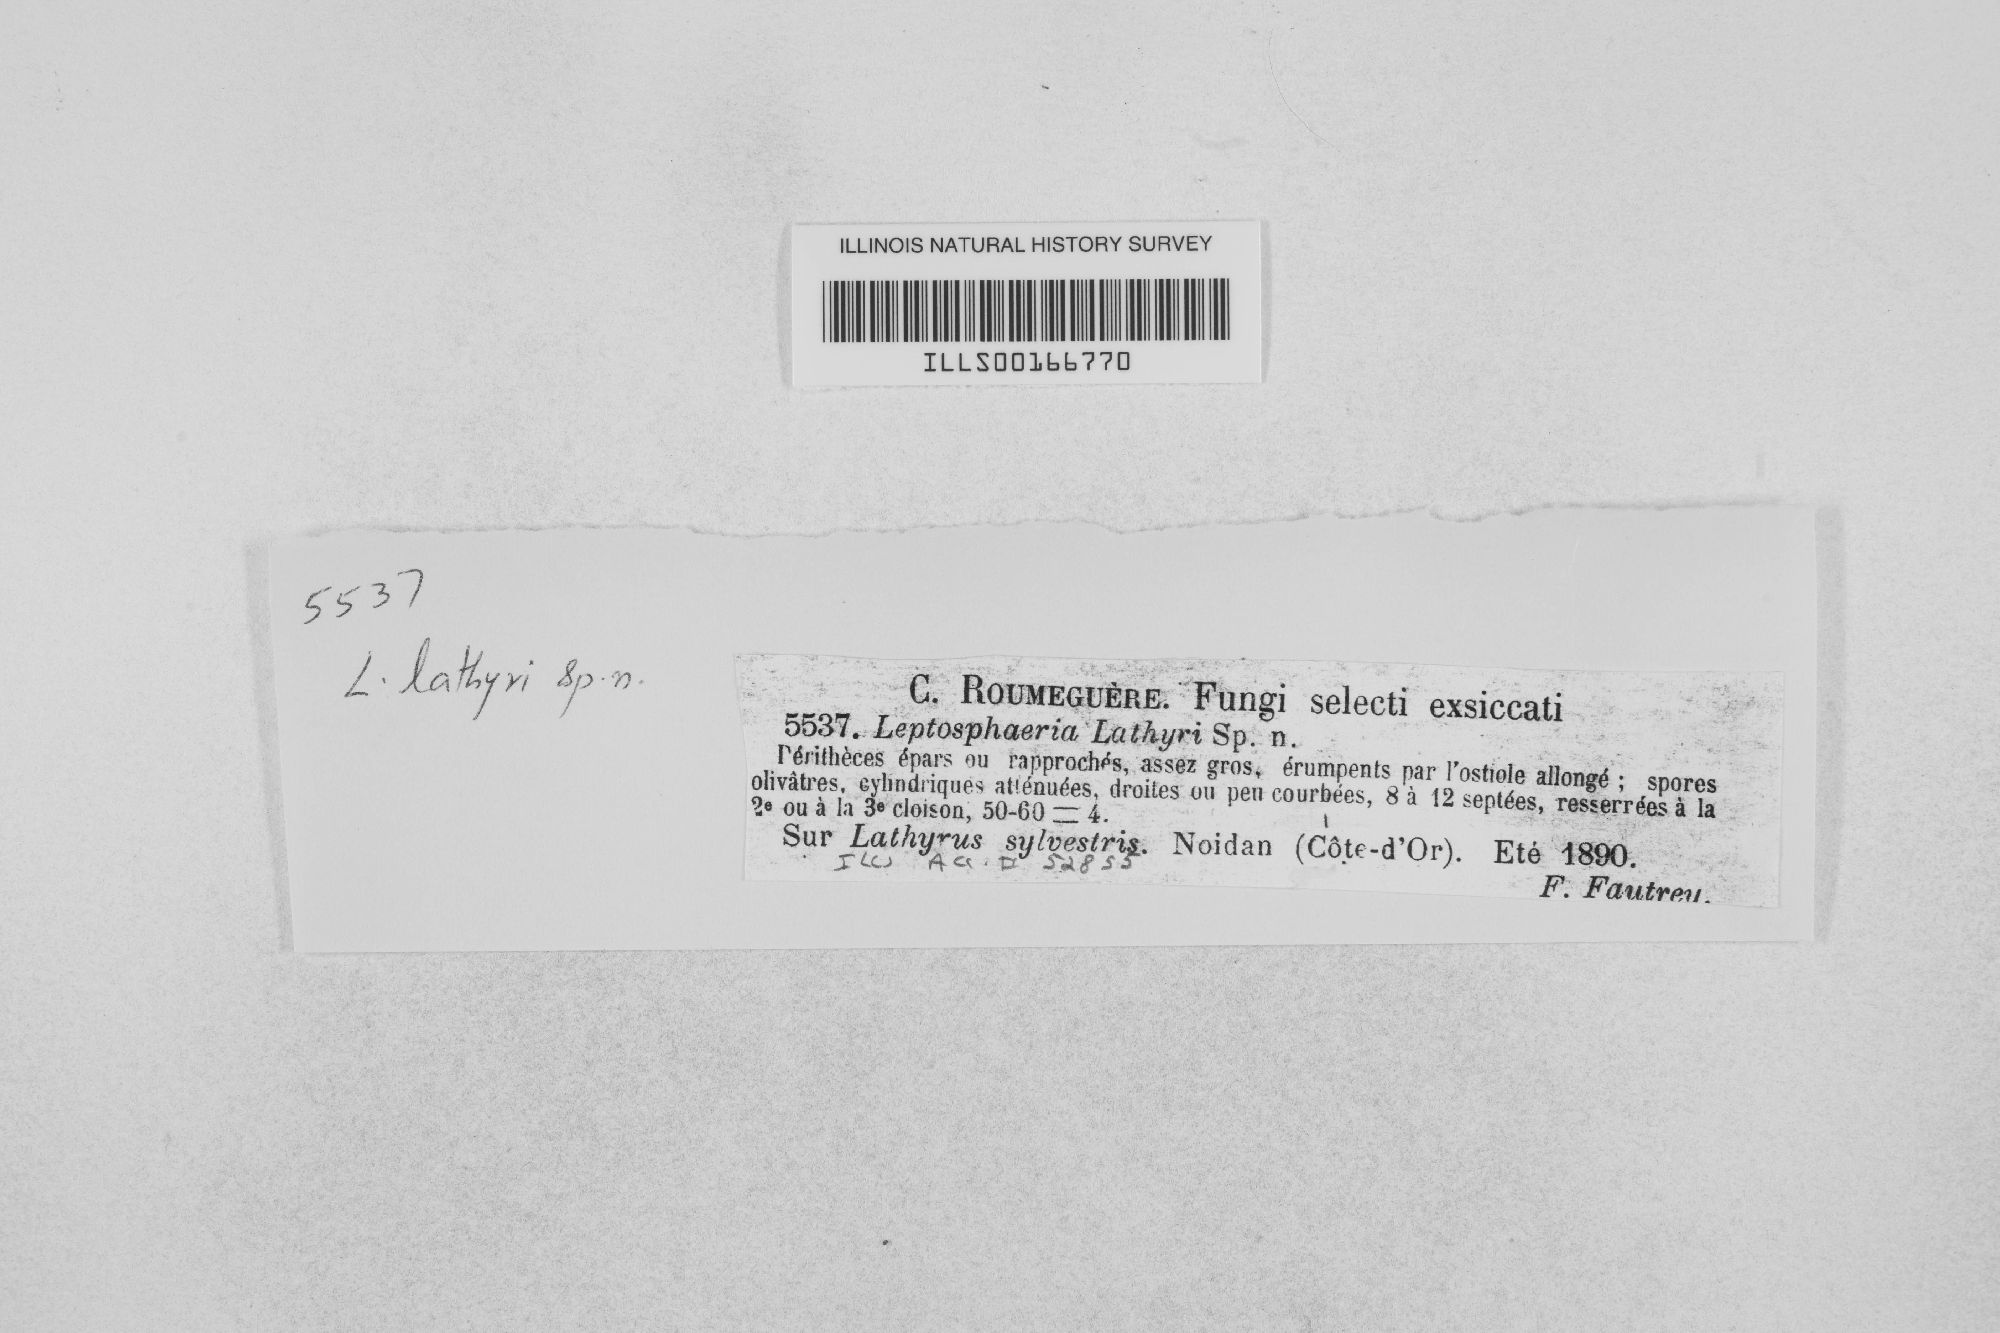 ILLINOIS NATURAL HISTORY SURVEY
ILLS00166770
5537
L. lathyri sp. n.
C. ROUMEGUÈRE. Fungi selecti exsiccati
5537. Leptosphaeria Lathyri Sp. n.
Périthèces épars ou rapprochés, assez gros, érumpents par l'ostiole allongé ; spores
olivâtres, cylindriques atténuées, droites ou peu courbées, 8 à 12 septées, resserrées à la
2e ou à la 3e cloison, 50-60 = 4.
Sur Lathyrus sylvestris. Noidan (Côte-d'Or). Eté 1890.
52855
F. Fautrey.